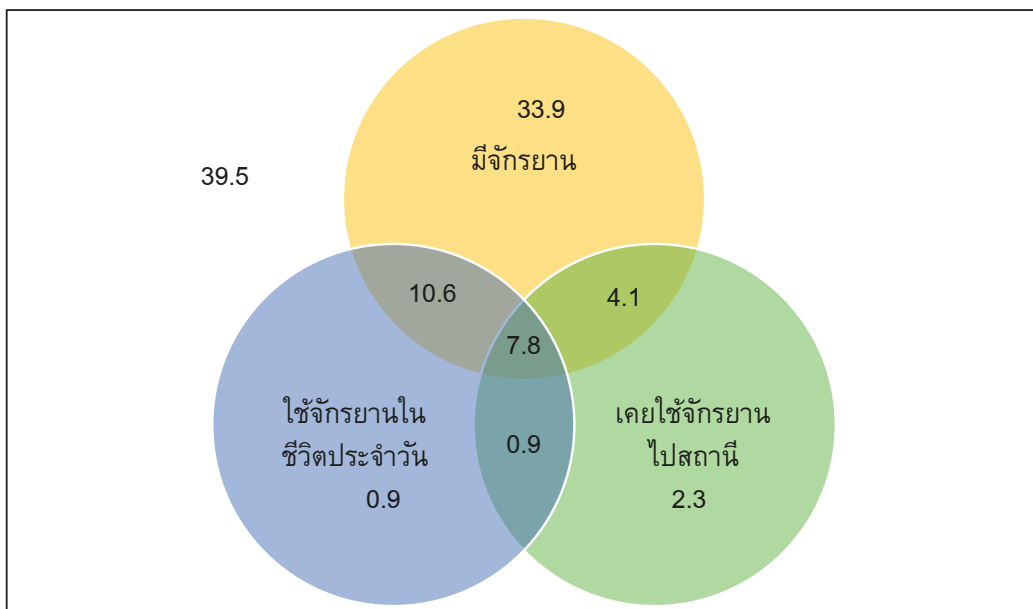 33.9
มีจักรยาน
39.5
10.6
4.1
7.8
ใช้จักรยานใน
ชีวิตประจำวัน
0.9
0.9
เคยใช้จักรยาน
ไปสถานี
2.3